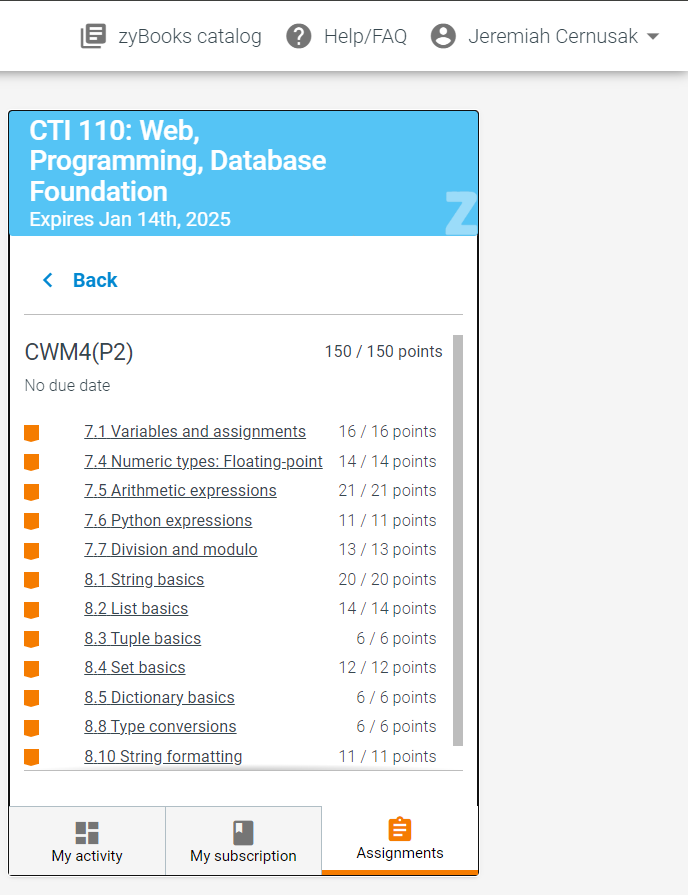 zyBooks catalog Help/FAQ Jeremiah Cernusak
CTI 110: Web,
Programming, Database
Foundation
Expires Jan 14th, 2025
Back
CWM4(P2) 150 / 150 points
No due date
7.1 Variables and assignments 16 / 16 points
7.4 Numeric types: Floating-point 14 / 14 points
7.5 Arithmetic expressions 21 / 21 points
7.6 Python expressions 11 / 11 points
7.7 Division and modulo 13 / 13 points
8.1 String basics 20 / 20 points
8.2 List basics 14 / 14 points
8.3 Tuple basics 6 / 6 points
8.4 Set basics 12 / 12 points
8.5 Dictionary basics 6 / 6 points
8.8 Type conversions 6 / 6 points
8.10 String formatting 11 / 11 points
My activity My subscription Assignments